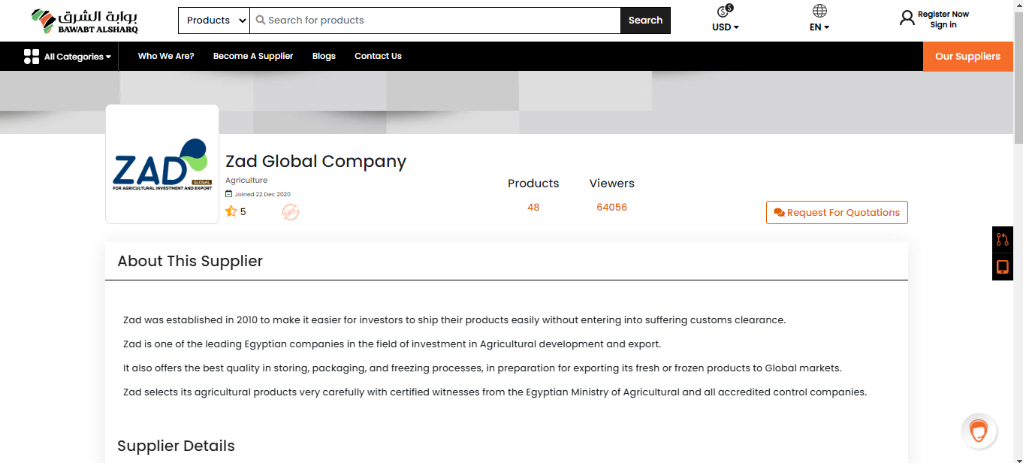 بوابة الشرق
BAWABT ALSHARQ
Products
Search for products
Search
USD
EN
Register Now
Sign in
All Categories
Who We Are?
Become A Supplier
Blogs
Contact Us
Our Suppliers
ZAD
GLOBAL
FOR AGRICULTURAL INVESTMENT AND EXPORT
Zad Global Company
Agriculture
Joined 22 Dec 2020
5
Products
Viewers
48
64056
Request For Quotations
About This Supplier
Zad was established in 2010 to make it easier for investors to ship their products easily without entering into suffering customs clearance.
Zad is one of the leading Egyptian companies in the field of investment in Agricultural development and export.
It also offers the best quality in storing, packaging, and freezing processes, in preparation for exporting its fresh or frozen products to Global markets.
Zad selects its agricultural products very carefully with certified witnesses from the Egyptian Ministry of Agricultural and all accredited control companies.
Supplier Details